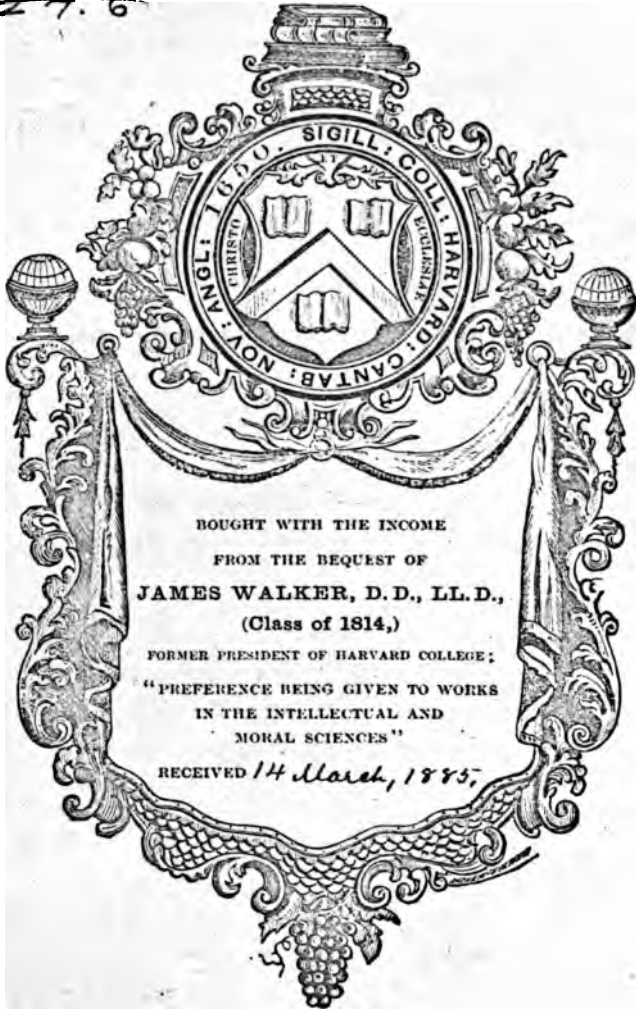 27. 6
SIGILL: COLL: HARVARD: CANTAB: NOV: ANGL: 1650.
CHRISTO
ECCLESIAE
BOUGHT WITH THE INCOME
FROM THE BEQUEST OF
JAMES WALKER, D.D., LL.D.,
(Class of 1814,)
FORMER PRESIDENT OF HARVARD COLLEGE;
"PREFERENCE BEING GIVEN TO WORKS
IN THE INTELLECTUAL AND
MORAL SCIENCES"
RECEIVED 14 March, 1885,